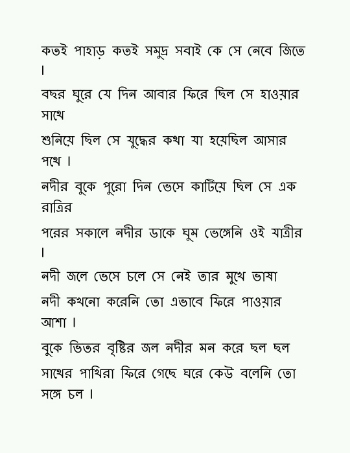 কতই পাহাড় কতই সমুদ্র সবাই কে সে নেবে জিতে
।
বছর ঘুরে যে দিন আবার ফিরে ছিল সে হাওয়ার
সাথে
শুনিয়ে ছিল সে যুদ্ধের কথা যা হয়েছিল আসার
পথে ।
নদীর বুকে পুরো দিন ভেসে কাটিয়ে ছিল সে এক
রাত্রির
পরের সকালে নদীর ডাকে ঘুম ভেঙ্গেনি ওই যাত্রীর
।
নদী জলে ভেসে চলে সে নেই তার মুখে ভাষা
নদী কখনো করেনি তো এভাবে ফিরে পাওয়ার
আশা ।
বুকে ভিতর বৃষ্টির জল নদীর মন করে ছল ছল
সাখের পাখিরা ফিরে গেছে ঘরে কেউ বলেনি তো
সঙ্গে চল ।